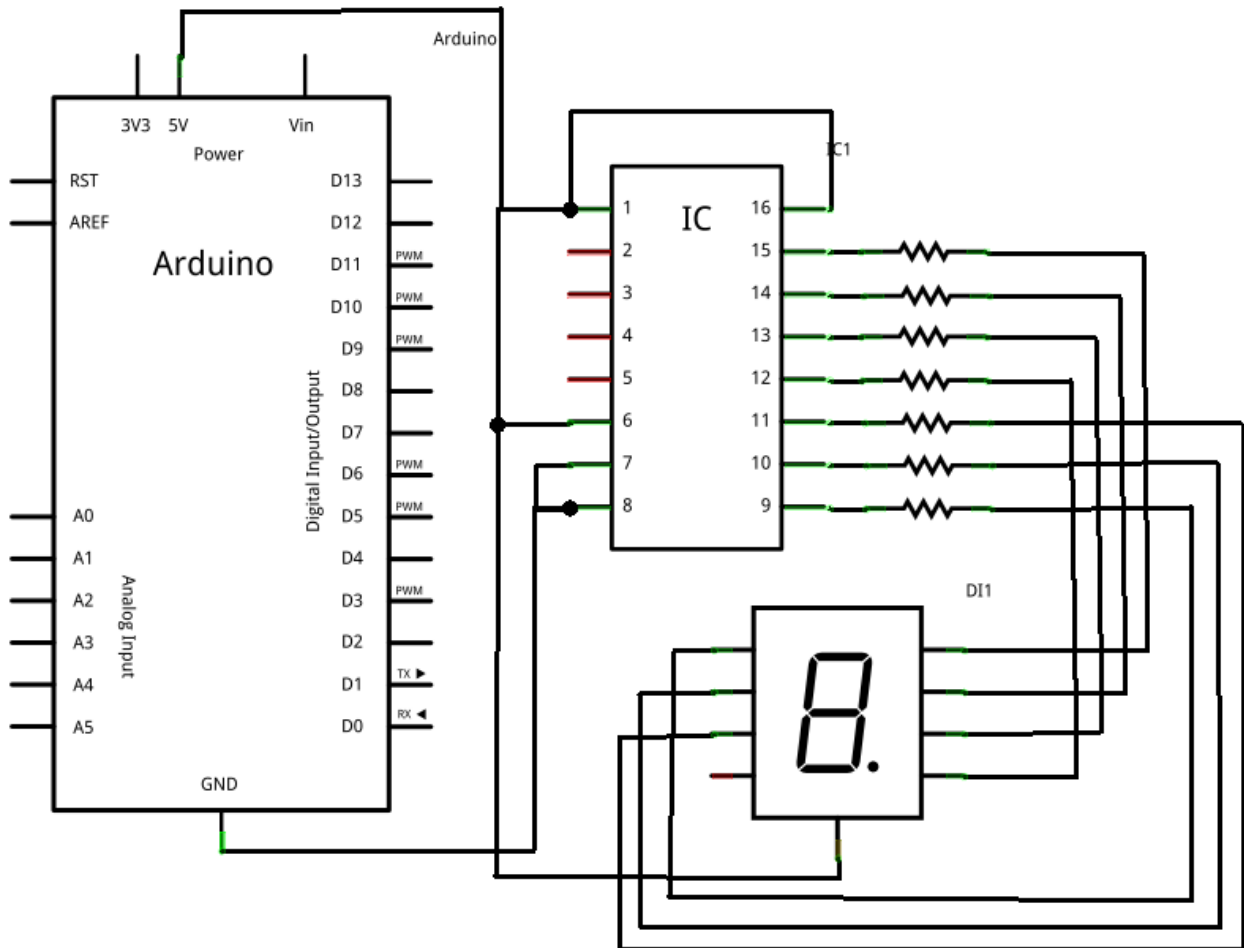 Arduino
3V3 5V Vin
Power
RST
AREF
Arduino
A0
A1
A2
A3
A4
A5
Analog Input
D13
D12
D11 PWM
D10 PWM
D9 PWM
D8
D7
D6 PWM
D5 PWM
D4
D3 PWM
D2
D1 TX
D0 RX
Digital Input/Output
GND
IC1
IC
1 16
2 15
3 14
4 13
5 12
6 11
7 10
8 9
DI1
8.